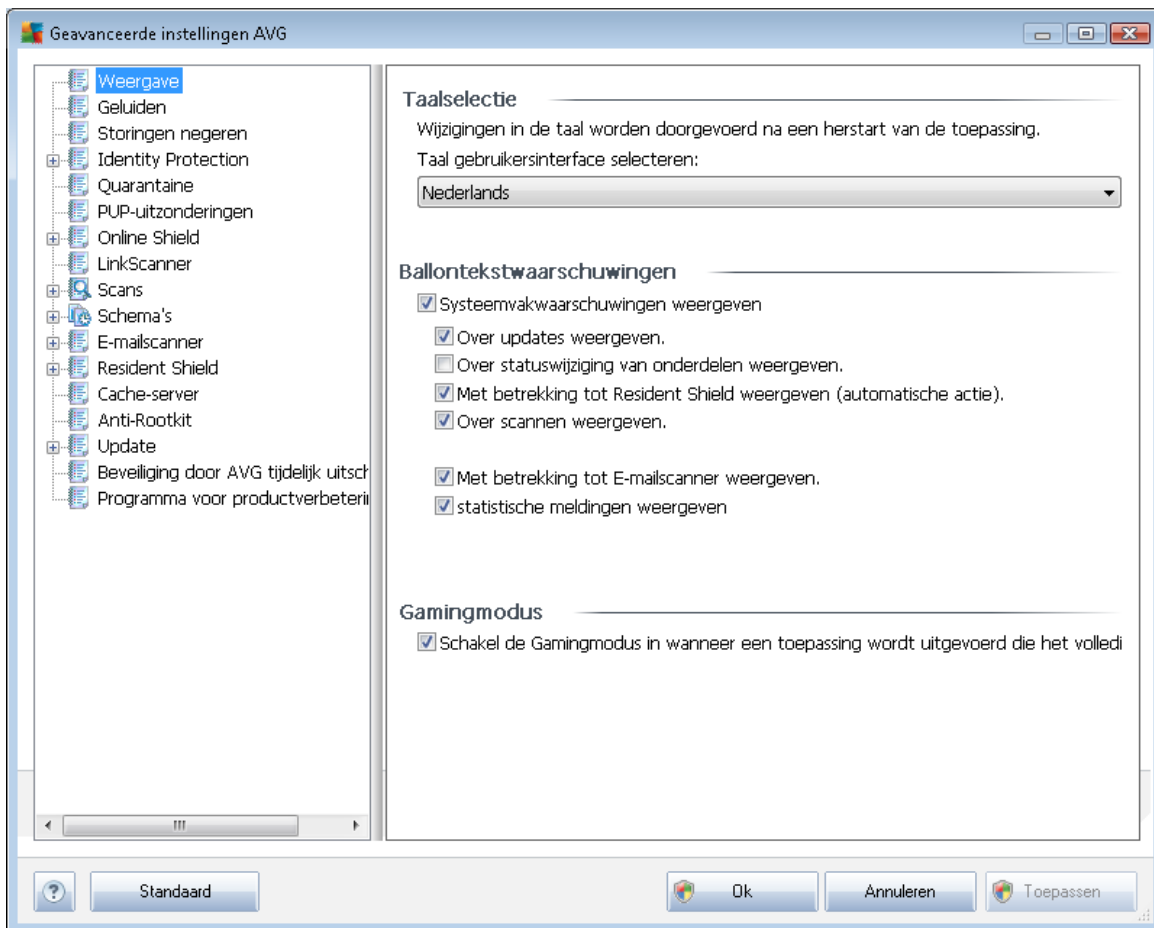 Geavanceerde instellingen AVG
Weergave
Geluiden
Storingen negeren
Identity Protection
Quarantaine
PUP-uitzonderingen
Online Shield
LinkScanner
Scans
Schema's
E-mailscanner
Resident Shield
Cache-server
Anti-Rootkit
Update
Beveiliging door AVG tijdelijk uitsch
Programma voor productverbeterin
Taalselectie
Wijzigingen in de taal worden doorgevoerd na een herstart van de toepassing.
Taal gebruikersinterface selecteren:
Nederlands
Ballontekstwaarschuwingen
Systeemvakwaarschuwingen weergeven
Over updates weergeven.
Over statuswijziging van onderdelen weergeven.
Met betrekking tot Resident Shield weergeven (automatische actie).
Over scannen weergeven.
Met betrekking tot E-mailscanner weergeven.
statistische meldingen weergeven
Gamingmodus
Schakel de Gamingmodus in wanneer een toepassing wordt uitgevoerd die het volledi
?
Standaard
Ok
Annuleren
Toepassen